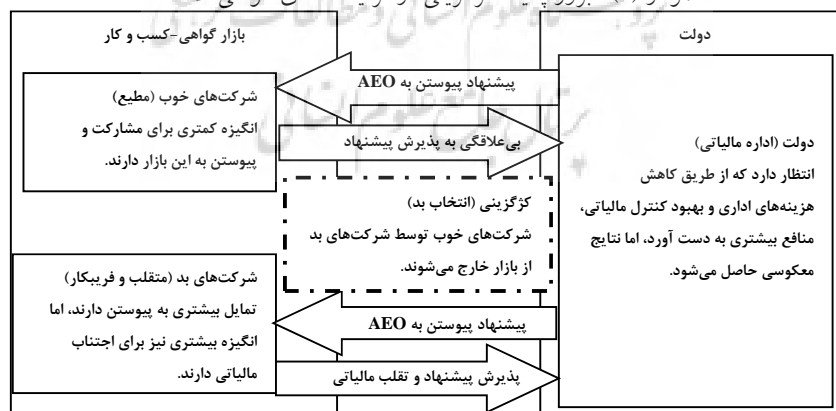 دولت
بازار گواهی-کسب و کار
پیشنهاد پیوستن به AEO
شرکت‌های خوب (مطیع)
انگیزه کمتری برای مشارکت و
پیوستن به این بازار دارند.
بی‌علاقگی به پذیرش پیشنهاد
دولت (اداره مالیاتی)
انتظار دارد که از طریق کاهش
هزینه‌های اداری و بهبود کنترل مالیاتی،
منافع بیشتری به دست آورد، اما نتایج
معکوسی حاصل می‌شود.
کژگزینی (انتخاب بد)
شرکت‌های خوب توسط شرکت‌های بد
از بازار خارج می‌شوند.
شرکت‌های بد (متقلب و فریبکار)
تمایل بیشتری به پیوستن دارند، اما
انگیزه بیشتری نیز برای اجتناب
مالیاتی دارند.
پیشنهاد پیوستن به AEO
پذیرش پیشنهاد و تقلب مالیاتی